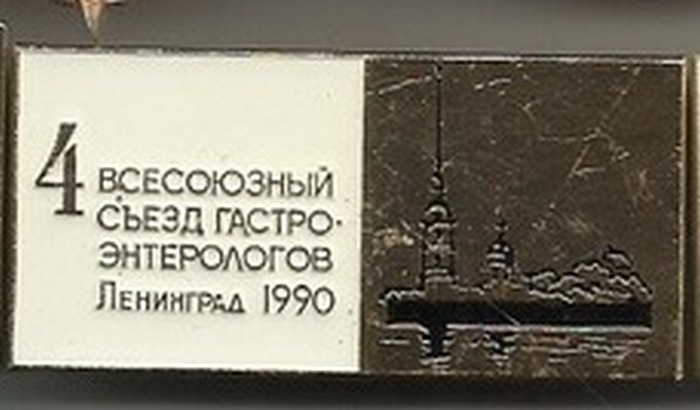 4 ВСЕСОЮЗНЫЙ
СЪЕЗД ГАСТРО-
ЭНТЕРОЛОГОВ
ЛЕНИНГРАД 1990